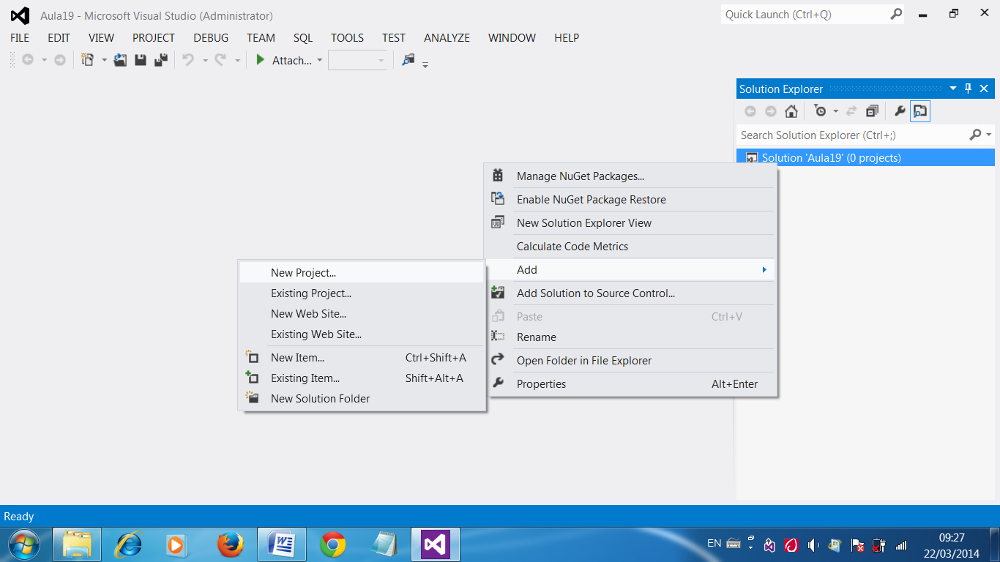 Aula19 - Microsoft Visual Studio (Administrator)
Quick Launch (Ctrl+Q)
FILE EDIT VIEW PROJECT DEBUG TEAM SQL TOOLS TEST ANALYZE WINDOW HELP
Attach...
Solution Explorer
Search Solution Explorer (Ctrl+;)
Solution 'Aula19' (0 projects)
Manage NuGet Packages...
Enable NuGet Package Restore
New Solution Explorer View
Calculate Code Metrics
Add
Add Solution to Source Control...
Paste Ctrl+V
Rename
Open Folder in File Explorer
Properties Alt+Enter
New Project...
Existing Project...
New Web Site...
Existing Web Site...
New Item... Ctrl+Shift+A
Existing Item... Shift+Alt+A
New Solution Folder
Ready
EN
09:27
22/03/2014